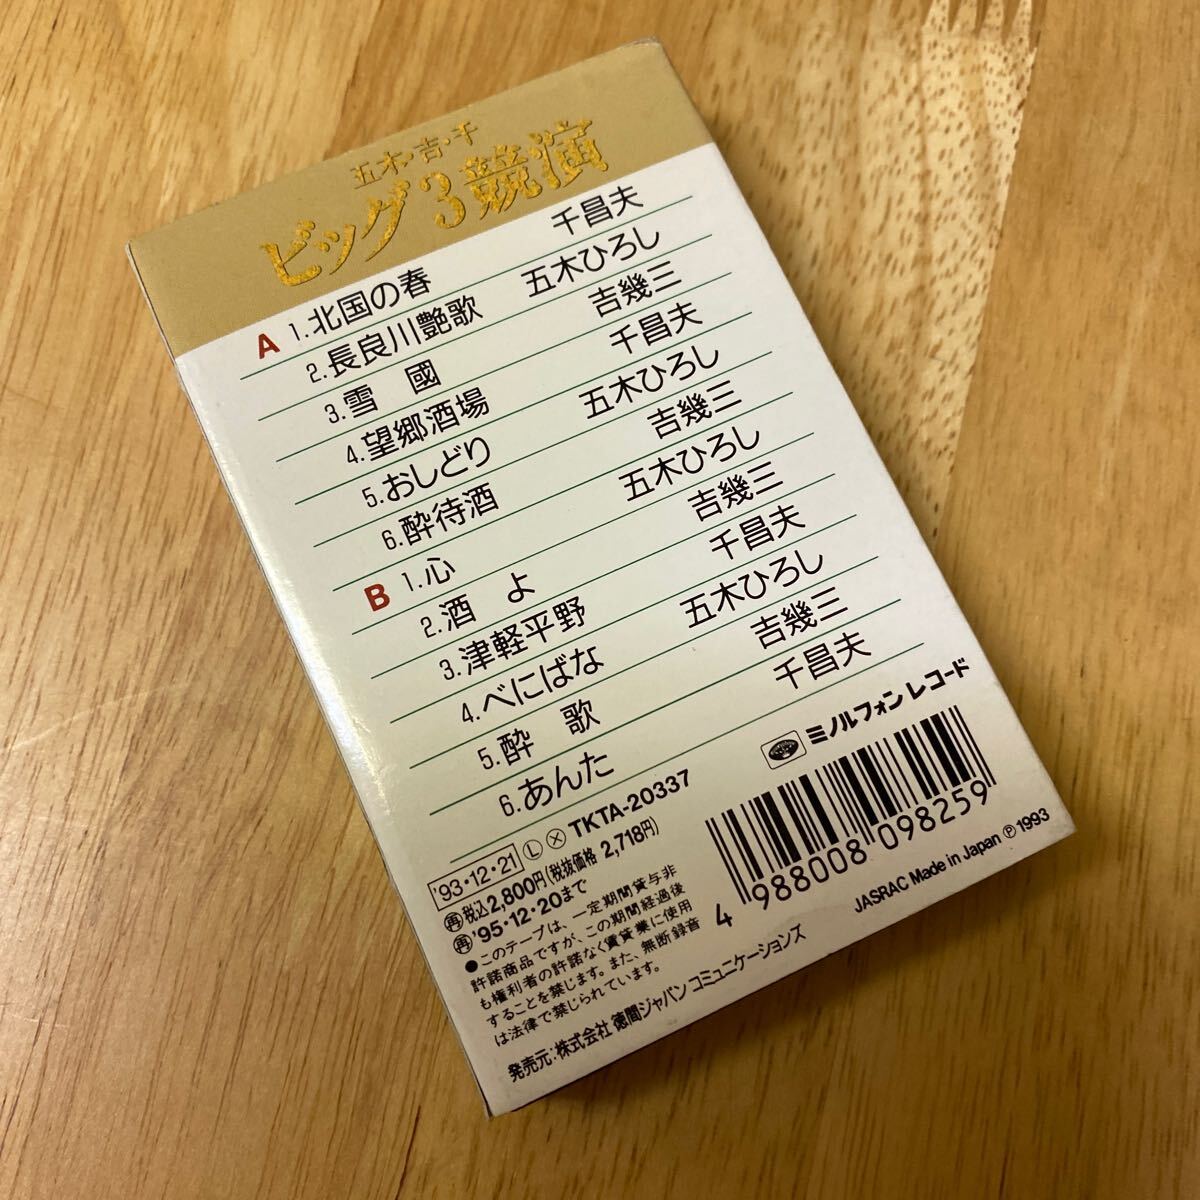 五木・吉・千
ビッグ3競演
A 1.北国の春 千昌夫
2.長良川艶歌 五木ひろし
3.雪 國 吉幾三
4.望郷酒場 千昌夫
5.おしどり 五木ひろし
6.酔待酒 吉幾三
B 1.心 五木ひろし
2.酒 よ 吉幾三
3.津軽平野 千昌夫
4.べにばな 五木ひろし
5.酔 歌 吉幾三
6.あんた 千昌夫
ミノルフォンレコード
'93・12・21 Ⓛ Ⓧ TKTA-20337
㋐税込2,800円(税抜価格 2,718円)
再'95・12・20まで
●このテープは、一定期間貸与非
許諾商品ですが、この期間経過後
も権利者の許諾なく賃貸業に使用
することを禁じます。また、無断録音
は法律で禁じられています。
4 988008 098259
JASRAC Made in Japan Ⓟ1993
発売元:株式会社 徳間ジャパン コミュニケーションズ